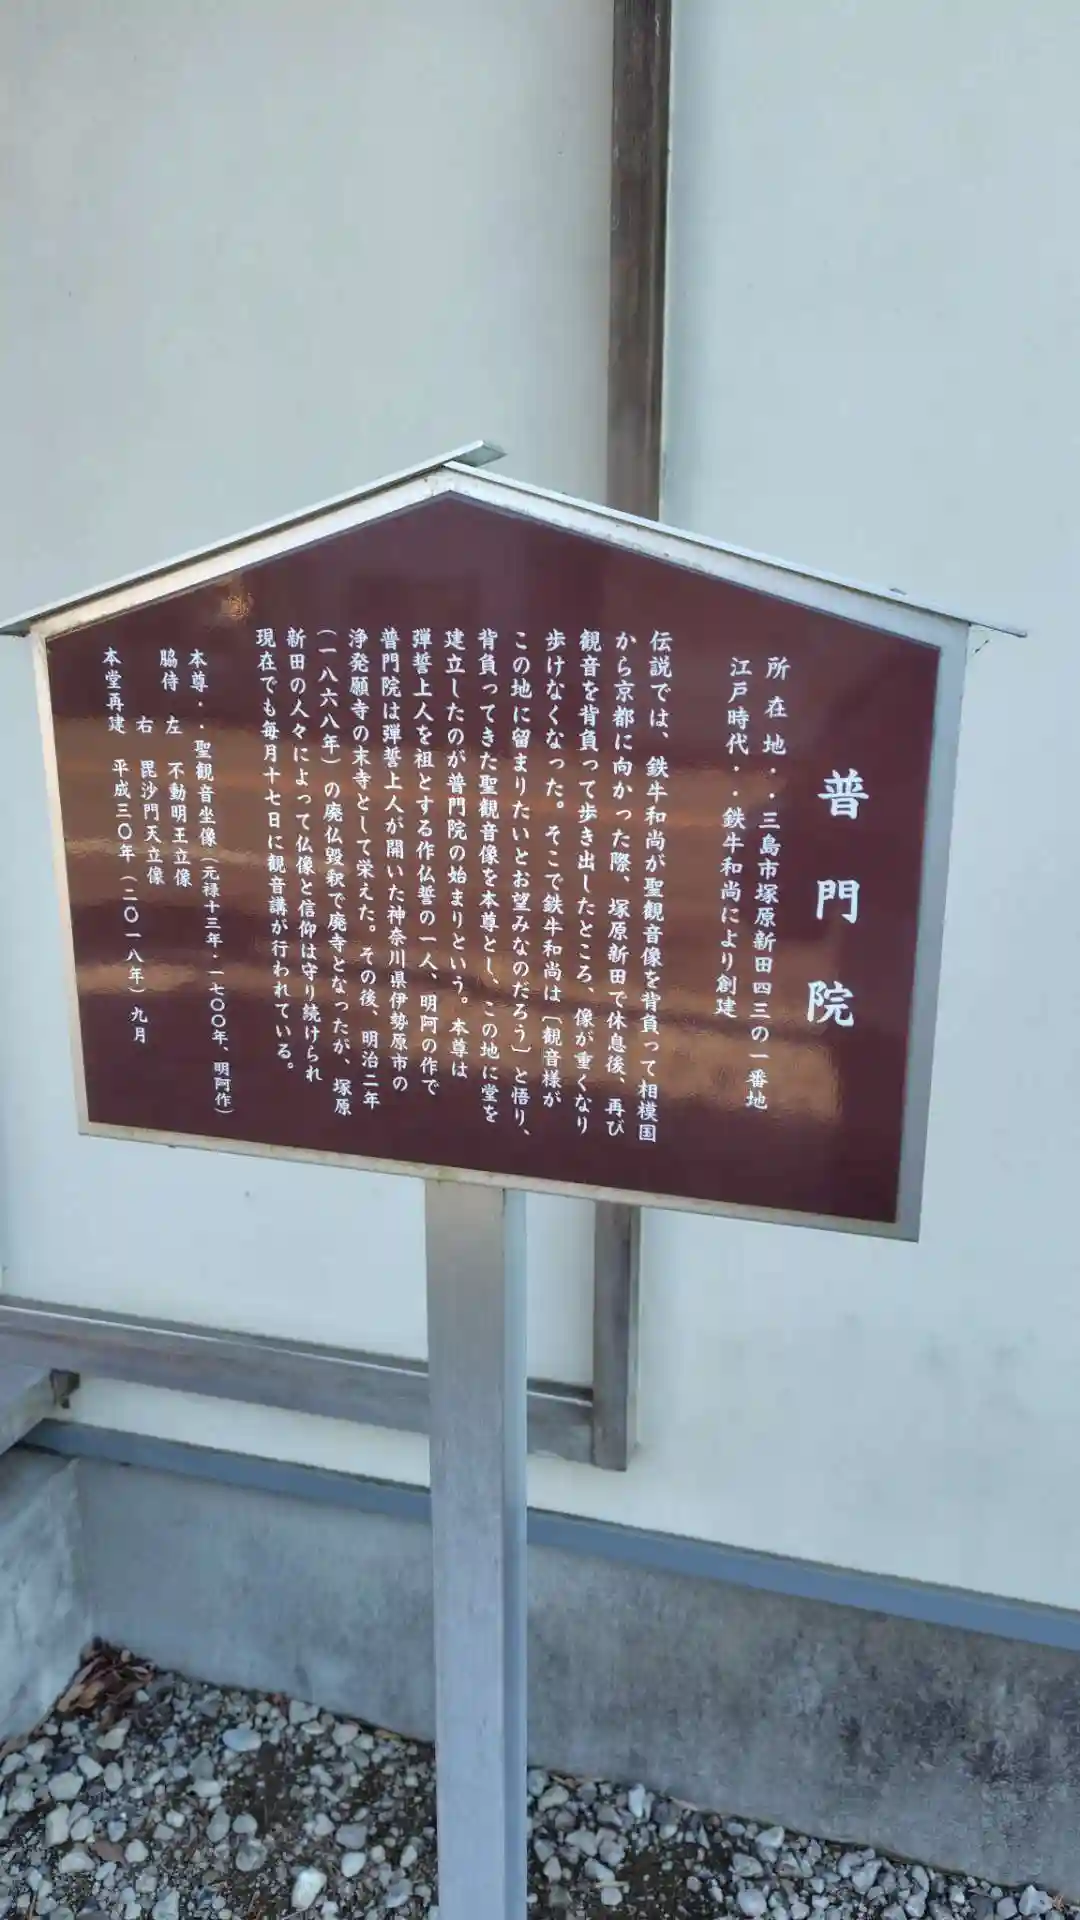 普門院
所在地・・三島市塚原新田四三の一番地
江戸時代・・鉄牛和尚により創建
伝説では、鉄牛和尚が聖観音像を背負って相模国
から京都に向かった際、塚原新田で休息後、再び
観音を背負って歩き出したところ、像が重くなり
歩けなくなった。そこで鉄牛和尚は〔観音様が
この地に留まりたいとお望みなのだろう〕と悟り、
背負ってきた聖観音像を本尊とし、この地に堂を
建立したのが普門院の始まりという。本尊は
弾誓上人を祖とする作仏誓の一人、明阿の作で
普門院は弾誓上人が開いた神奈川県伊勢原市の
浄発願寺の末寺として栄えた。その後、明治二年
(一八六八年)の廃仏毀釈で廃寺となったが、塚原
新田の人々によって仏像と信仰は守り続けられ
現在でも毎月十七日に観音講が行われている。
本尊・・聖観音坐像(元禄十三年・一七〇〇年、明阿作)
脇侍 左 不動明王立像
右 毘沙門天立像
本堂再建 平成三〇年(二〇一八年)九月